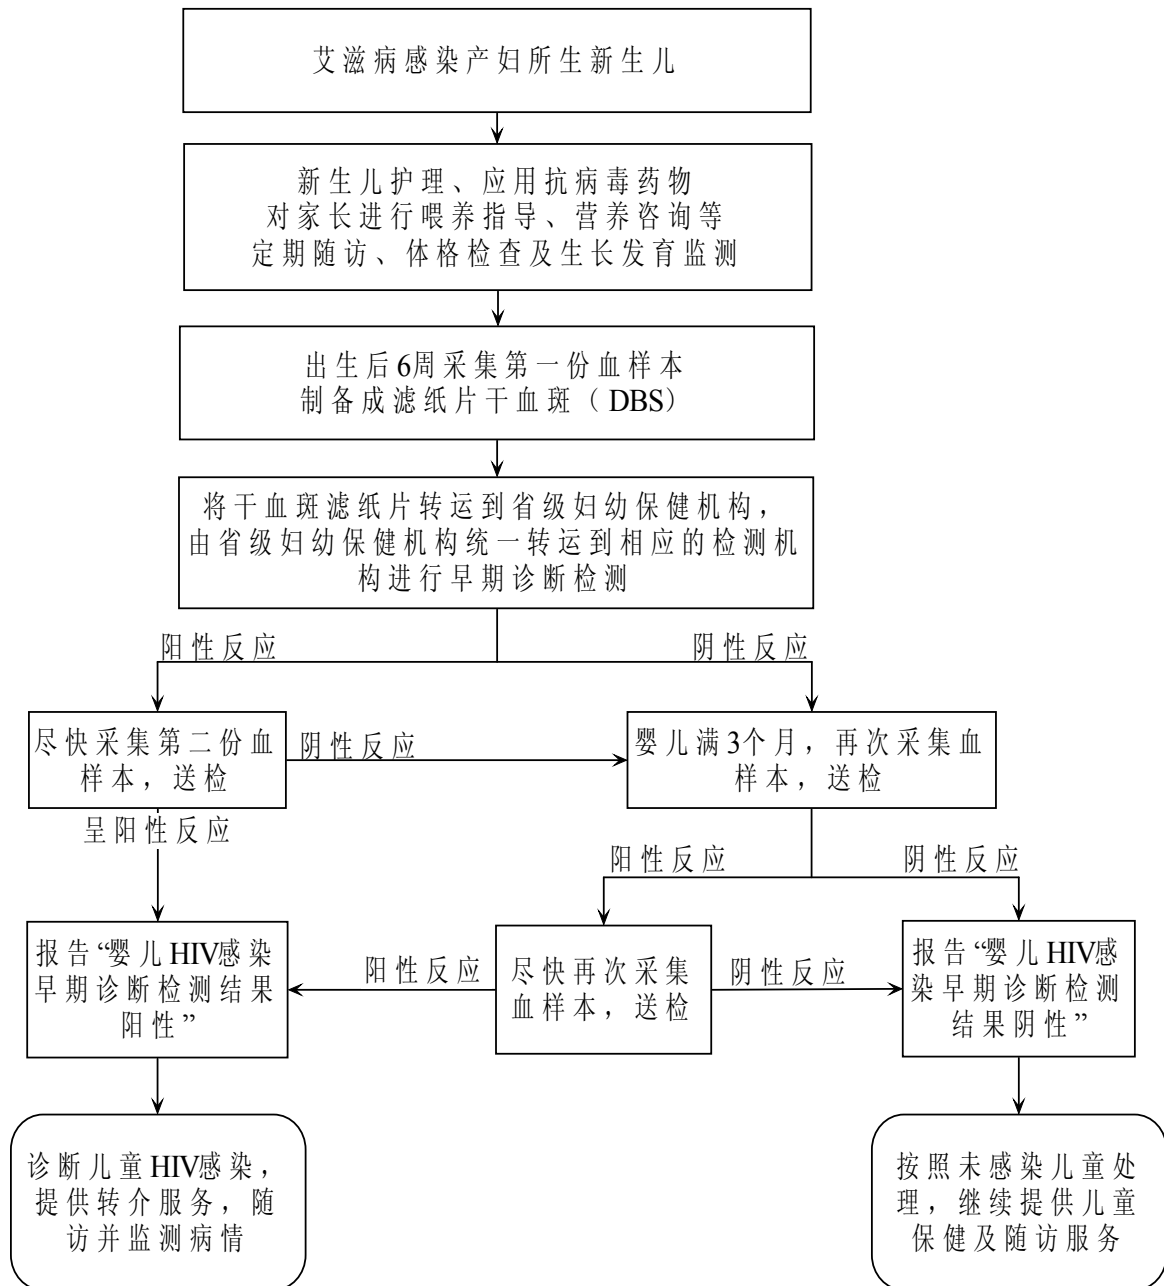 艾滋病感染产妇所生新生儿
新生儿护理、应用抗病毒药物
对家长进行喂养指导、营养咨询等
定期随访、体格检查及生长发育监测
出生后6周采集第一份血样本
制备成滤纸片干血斑（DBS）
将干血斑滤纸片转运到省级妇幼保健机构，
由省级妇幼保健机构统一转运到相应的检测机
构进行早期诊断检测
阳性反应
阴性反应
尽快采集第二份血
样本，送检
阴性反应
婴儿满3个月，再次采集血
样本，送检
呈阳性反应
阳性反应
阴性反应
报告“婴儿HIV感染
早期诊断检测结果
阳性”
阳性反应
尽快再次采集
血样本，送检
阴性反应
报告“婴儿HIV感
染早期诊断检测
结果阴性”
诊断儿童HIV感染，
提供转介服务，随
访并监测病情
按照未感染儿童处
理，继续提供儿童
保健及随访服务